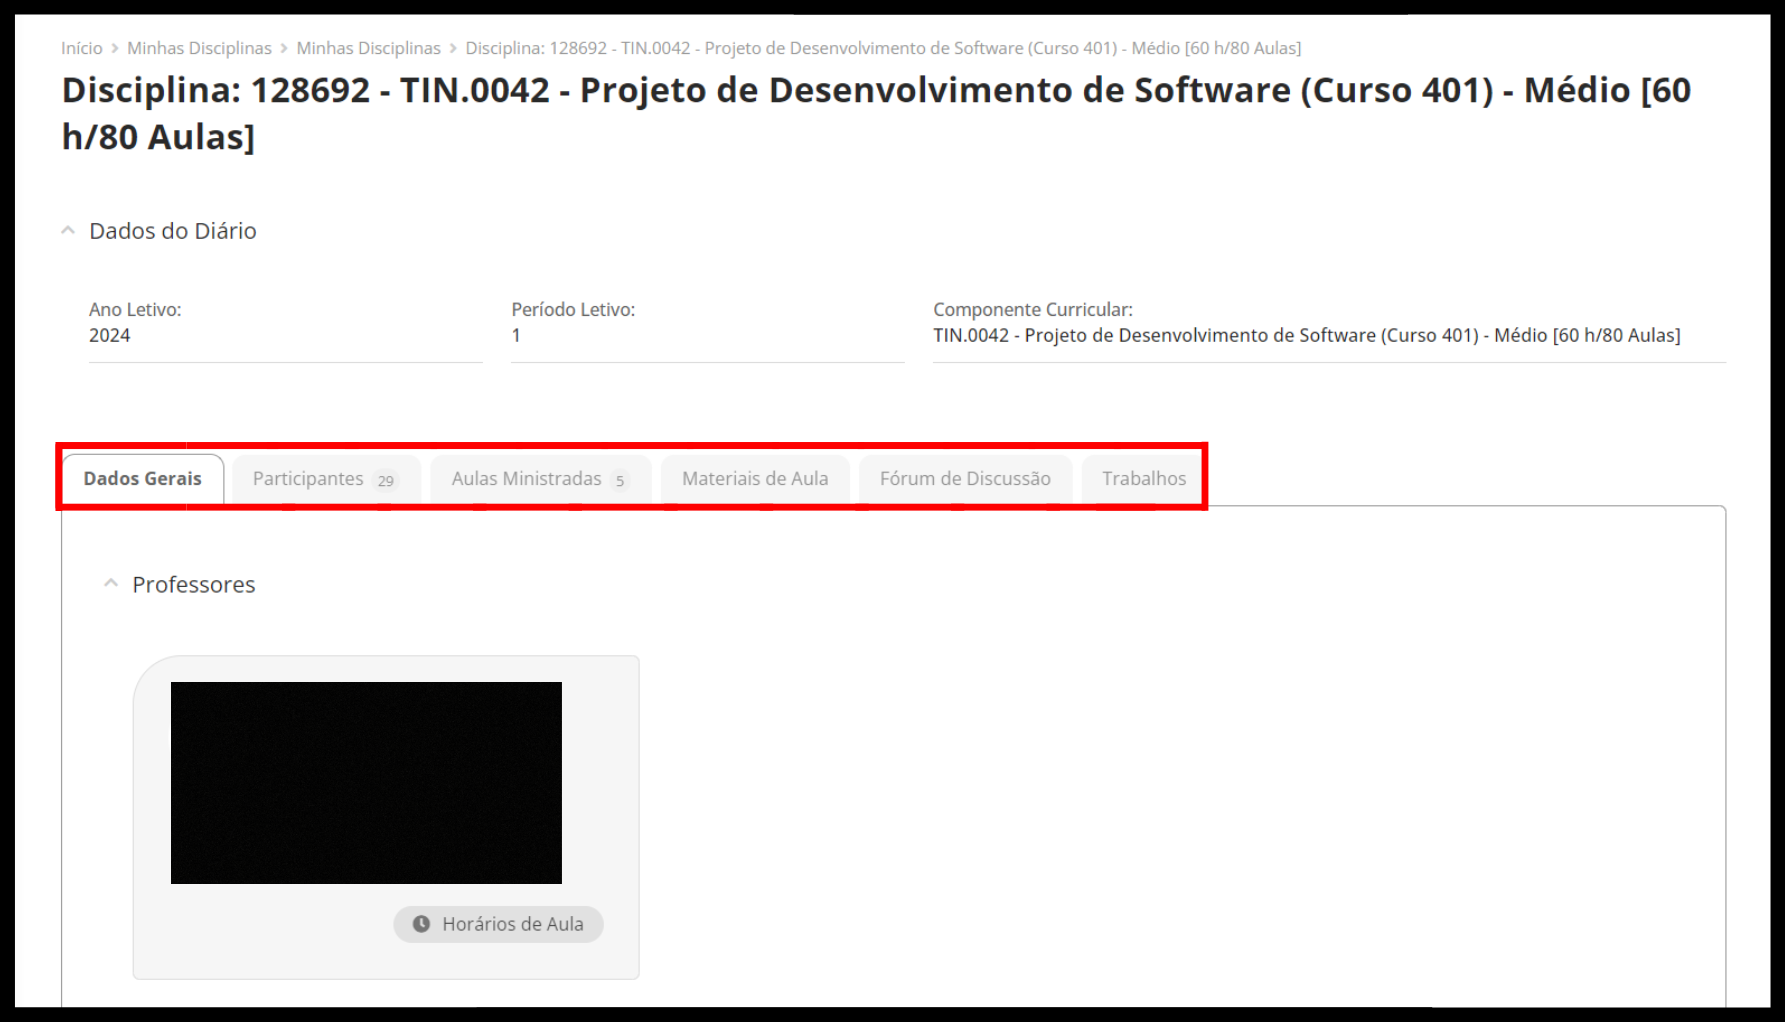 Início > Minhas Disciplinas > Minhas Disciplinas > Disciplina: 128692 - TIN.0042 - Projeto de Desenvolvimento de Software (Curso 401) - Médio [60 h/80 Aulas]
Disciplina: 128692 - TIN.0042 - Projeto de Desenvolvimento de Software (Curso 401) - Médio [60
h/80 Aulas]
Dados do Diário
Ano Letivo: Período Letivo: Componente Curricular:
2024 1 TIN.0042 - Projeto de Desenvolvimento de Software (Curso 401) - Médio [60 h/80 Aulas]
Dados Gerais Participantes 29 Aulas Ministradas 5 Materiais de Aula Fórum de Discussão Trabalhos
Professores
Horários de Aula